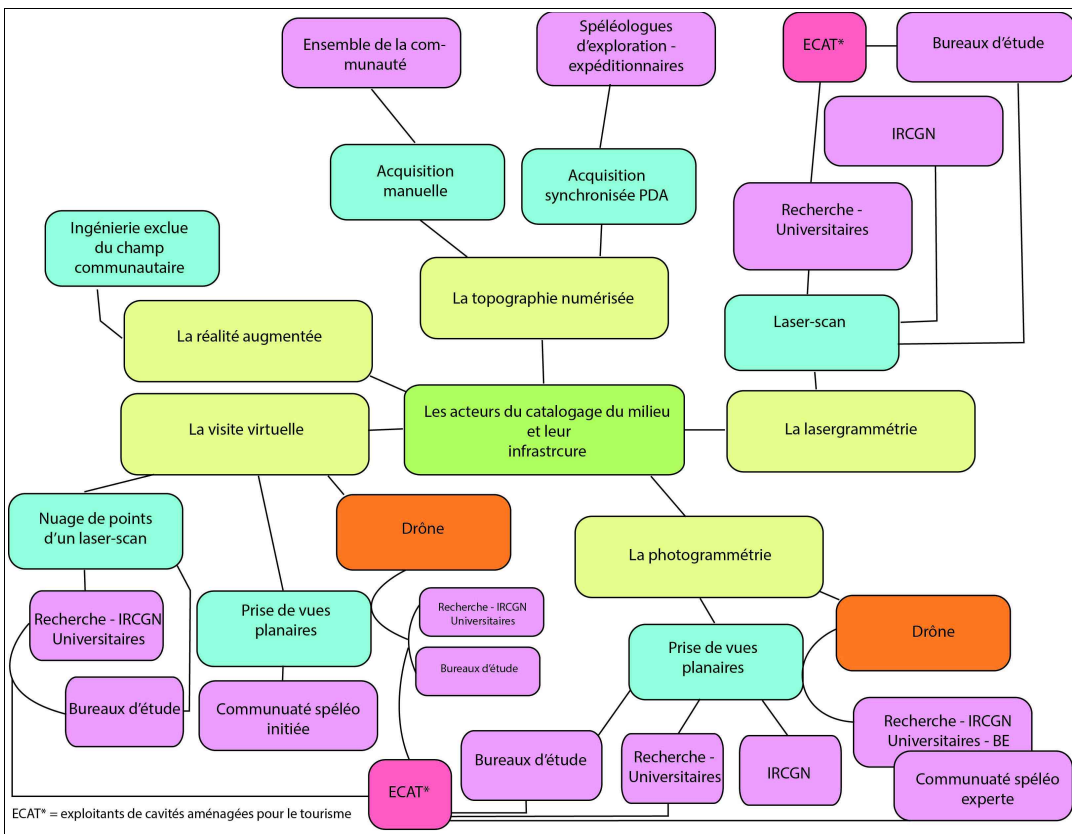 Ensemble de la com-
munauté
Spéléologues
d'exploration -
expéditionnaires
ECAT*
Bureaux d'étude
IRCGN
Acquisition
manuelle
Acquisition
synchronisée PDA
Recherche -
Universitaires
Ingénierie exclue
du champ
communautaire
La topographie numérisée
Laser-scan
La réalité augmentée
Les acteurs du catalogage du milieu
et leur
infrastrcure
La visite virtuelle
La lasergrammétrie
Nuage de points
d'un laser-scan
Drône
La photogrammétrie
Recherche - IRCGN
Universitaires
Prise de vues
planaires
Recherche - IRCGN
Universitaires
Bureaux d'étude
Prise de vues
planaires
Drône
Bureaux d'étude
Communuaté spéléo
initiée
Bureaux d'étude
Recherche -
Universitaires
IRCGN
Recherche - IRCGN
Universitaires - BE
Communuaté spéléo
experte
ECAT*
ECAT* = exploitants de cavités aménagées pour le tourisme